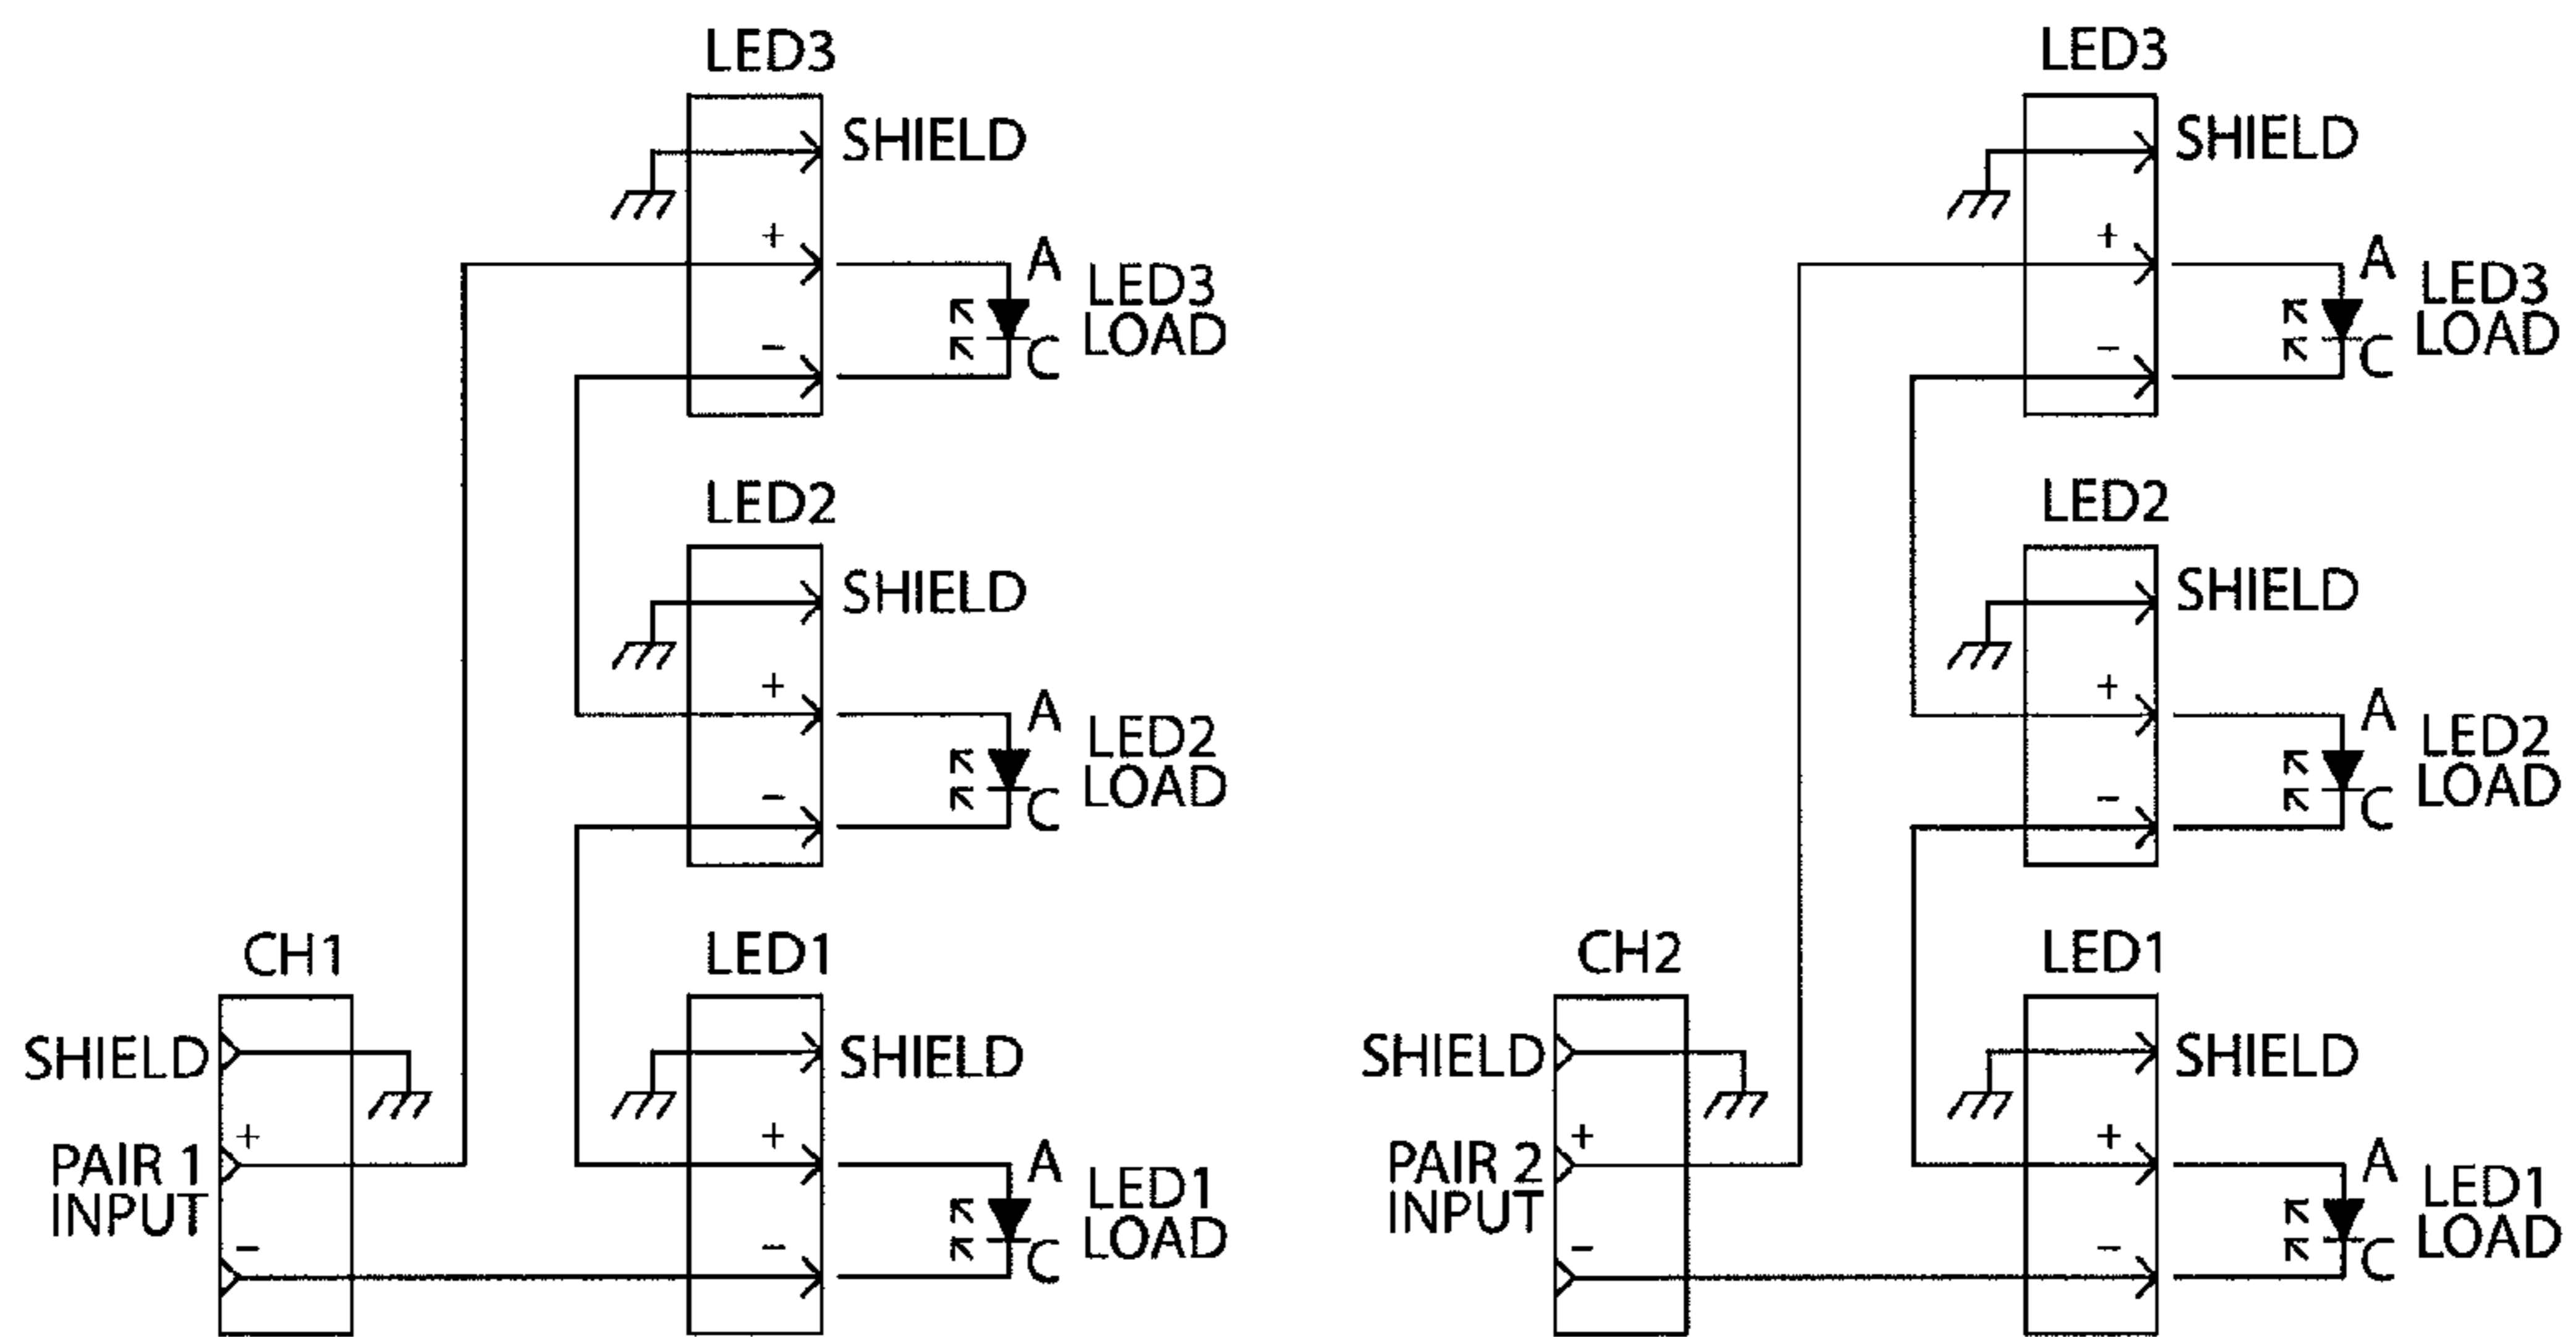 LED3
SHIELD
+
A
LED3
LOAD
-
C
LED2
SHIELD
+
A
LED2
LOAD
-
C
CH1
SHIELD
+
PAIR 1
INPUT
-
LED1
SHIELD
+
A
LED1
LOAD
-
C
LED3
SHIELD
+
A
LED3
LOAD
-
C
LED2
SHIELD
+
A
LED2
LOAD
-
C
CH2
SHIELD
+
PAIR 2
INPUT
-
LED1
SHIELD
+
A
LED1
LOAD
-
C